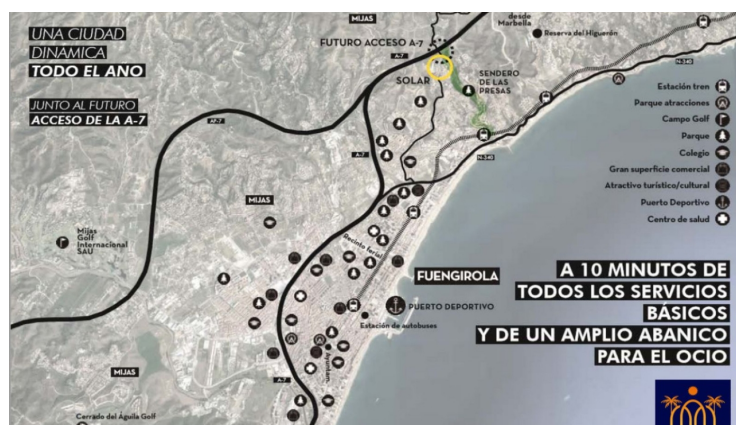 UNA CIUDAD
DINÁMICA
TODO EL ANO
JUNTO AL FUTURO
ACCESO DE LA A-7
MIJAS
FUTURO ACCESO A-7
A-7
SOLAR
SENDERO
DE LAS
PRESAS
desde
Marbella
Reserva del Higuerón
N-340
Estación tren
Parque atracciones
Campo Golf
Parque
Colegio
Gran superficie comercial
Atractivo turístico/cultural
Puerto Deportivo
Centro de salud
AP-7
A-7
N-340
MIJAS
Mijas
Golf
Internacional
SAU
Recinto ferial
FUENGIROLA
PUERTO DEPORTIVO
Estación de autobuses
Ayuntam.
MIJAS
A-7
Cerrado del Águila Golf
A 10 MINUTOS DE
TODOS LOS SERVICIOS
BÁSICOS
Y DE UN AMPLIO ABANICO
PARA EL OCIO